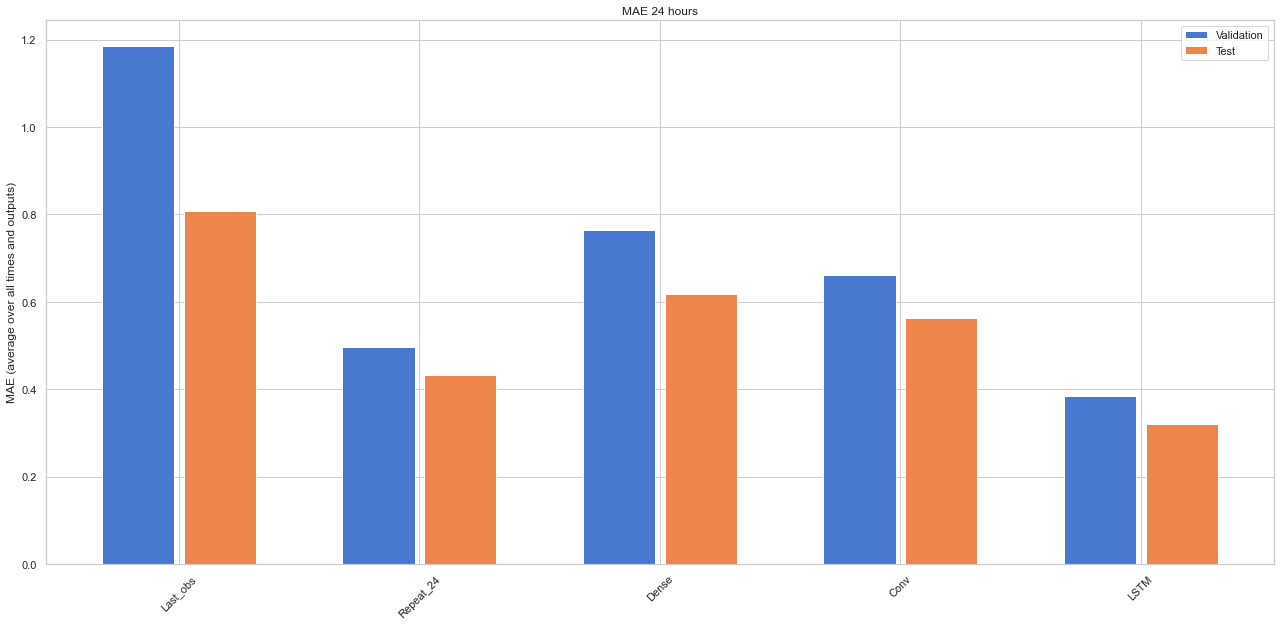 MAE 24 hours
Validation
Test
MAE (average over all times and outputs)
1.2
1.0
0.8
0.6
0.4
0.2
0.0
Last_obs
Repeat_24
Dense
Conv
LSTM